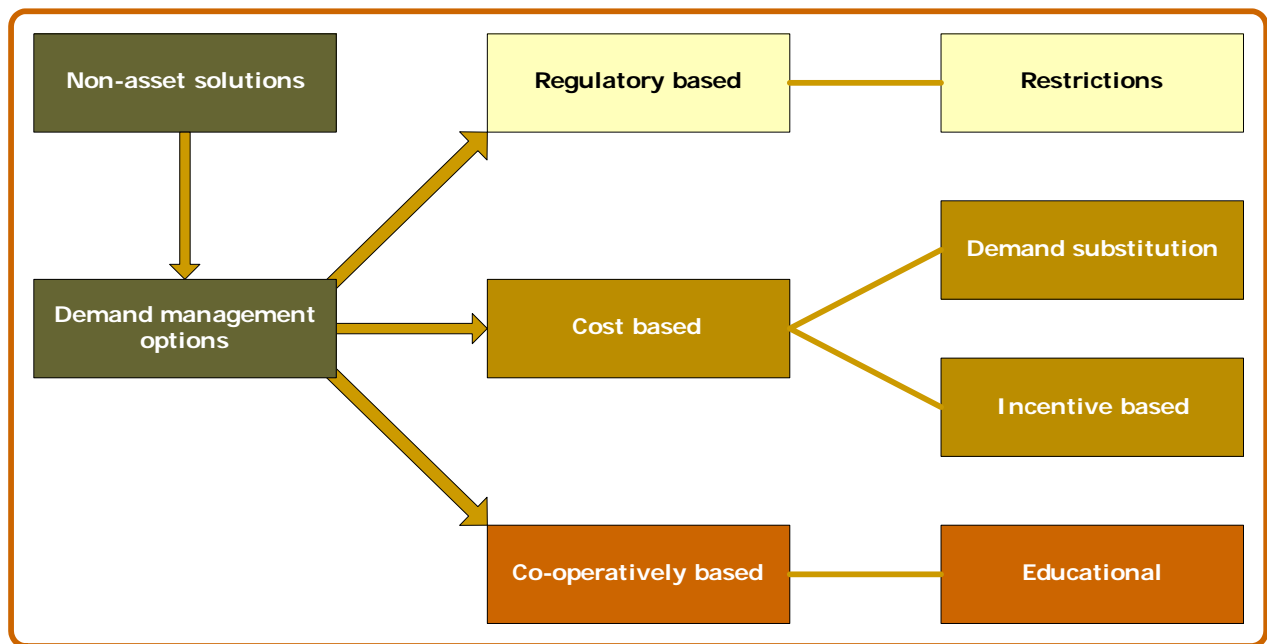 Non-asset solutions
Regulatory based
Restrictions
Demand substitution
Demand management
options
Cost based
Incentive based
Co-operatively based
Educational